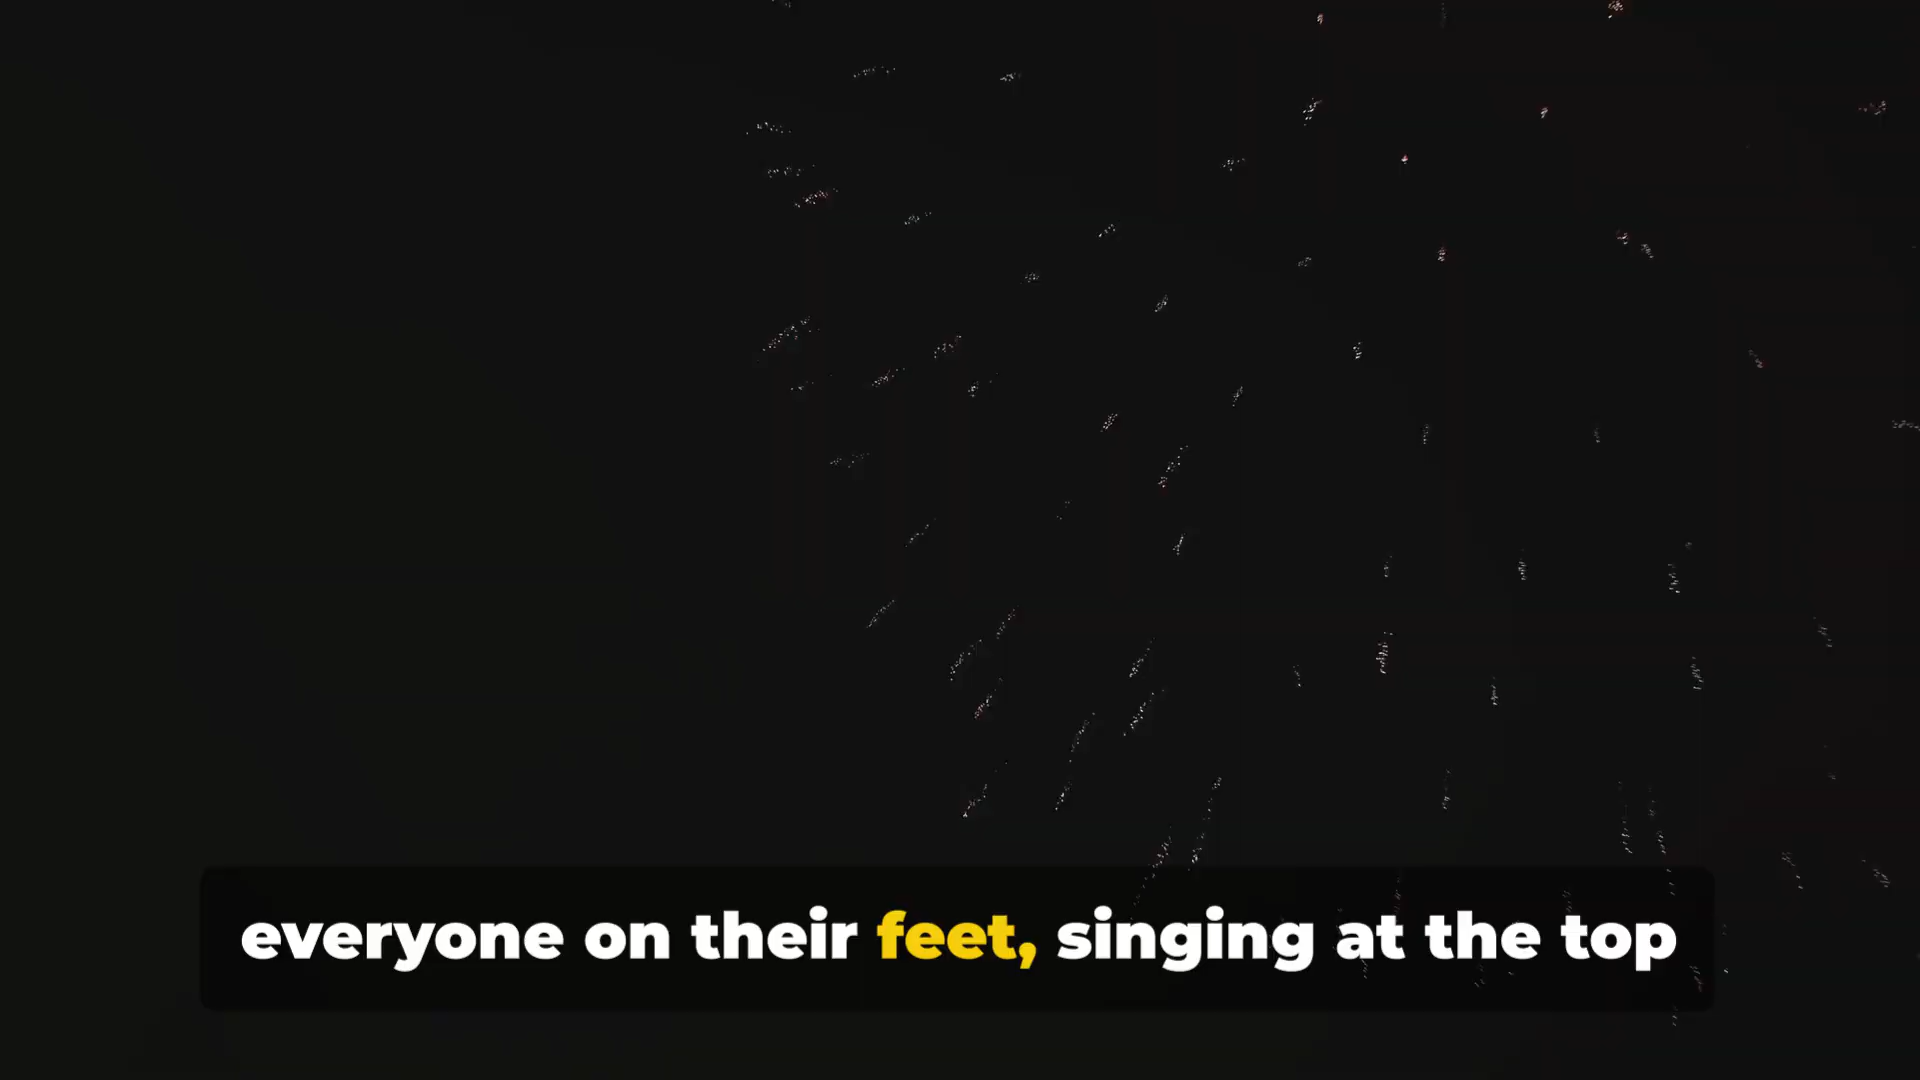 everyone on their feet, singing at the top